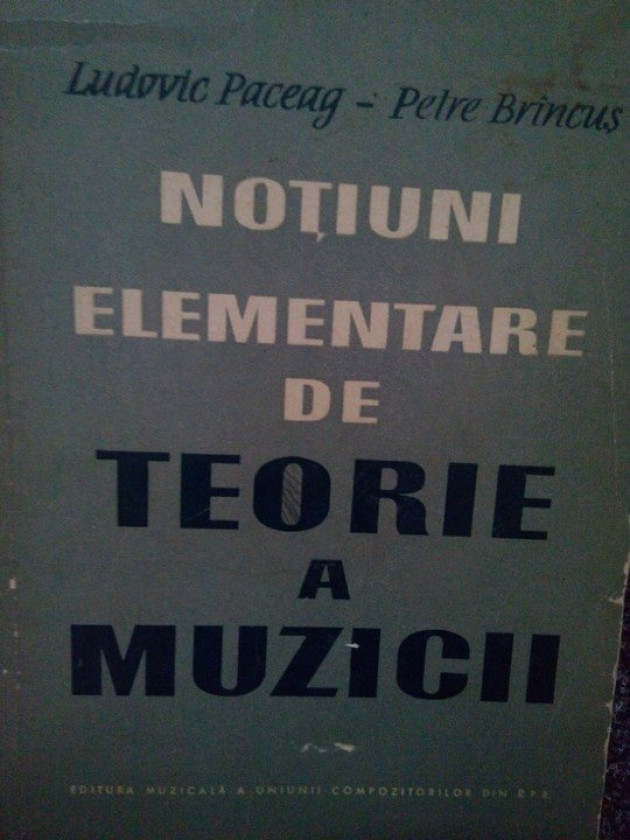 Ludovic Paceag - Petre Brîncuș
NOȚIUNI
ELEMENTARE
DE
TEORIE
A
MUZICII
EDITURA MUZICALĂ A UNIUNII COMPOZITORILOR DIN R.P.R.